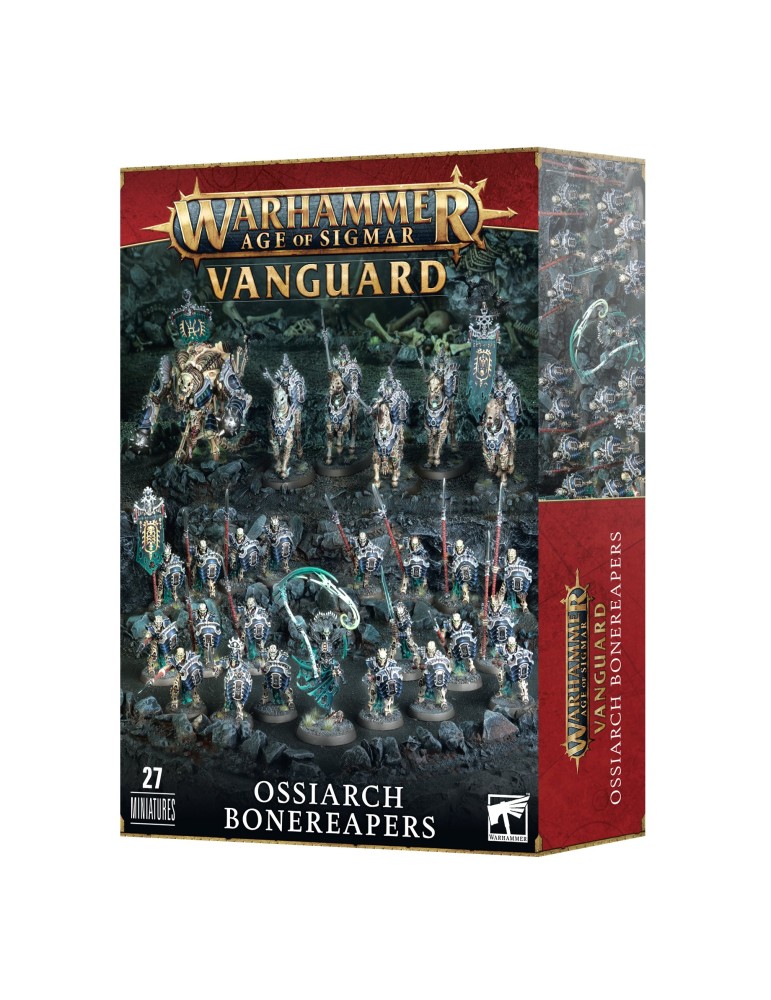 WARHAMMER
AGE OF SIGMAR
VANGUARD
27
MINIATURES
OSSIARCH
BONEREAPERS
WARHAMMER
WARHAMMER
AGE OF SIGMAR
VANGUARD
OSSIARCH BONEREAPERS